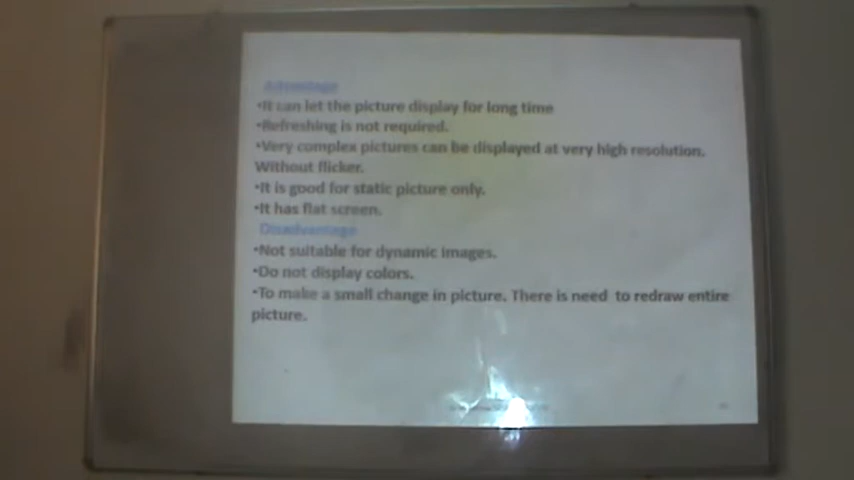 Advantage
•It can let the picture display for long time
•Refreshing is not required.
•Very complex pictures can be displayed at very high resolution.
Without flicker.
•It is good for static picture only.
•It has flat screen.
Disadvantage
•Not suitable for dynamic images.
•Do not display colors.
•To make a small change in picture. There is need to redraw entire
picture.